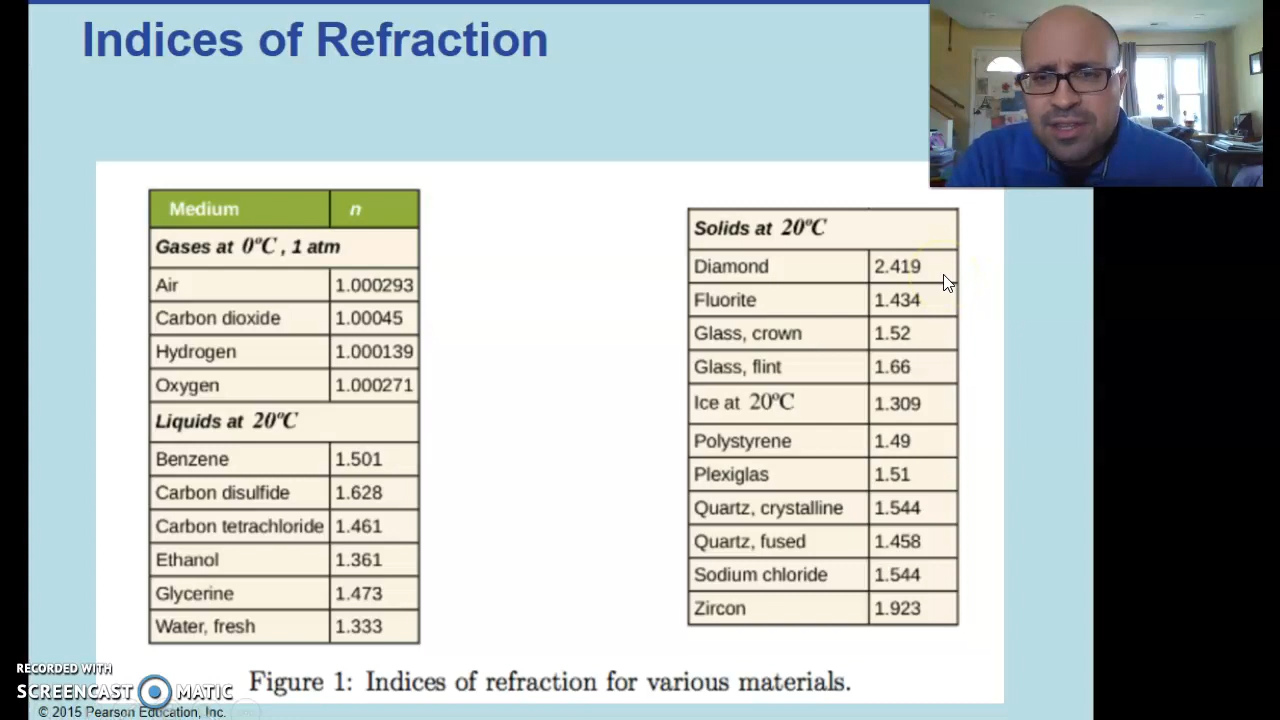 Indices of Refraction
Medium n
Gases at 0°C , 1 atm
Air 1.000293
Carbon dioxide 1.00045
Hydrogen 1.000139
Oxygen 1.000271
Liquids at 20°C
Benzene 1.501
Carbon disulfide 1.628
Carbon tetrachloride 1.461
Ethanol 1.361
Glycerine 1.473
Water, fresh 1.333
Solids at 20°C
Diamond 2.419
Fluorite 1.434
Glass, crown 1.52
Glass, flint 1.66
Ice at 20°C 1.309
Polystyrene 1.49
Plexiglas 1.51
Quartz, crystalline 1.544
Quartz, fused 1.458
Sodium chloride 1.544
Zircon 1.923
Figure 1: Indices of refraction for various materials.
RECORDED WITH
SCREENCAST MATIC
© 2015 Pearson Education, Inc.